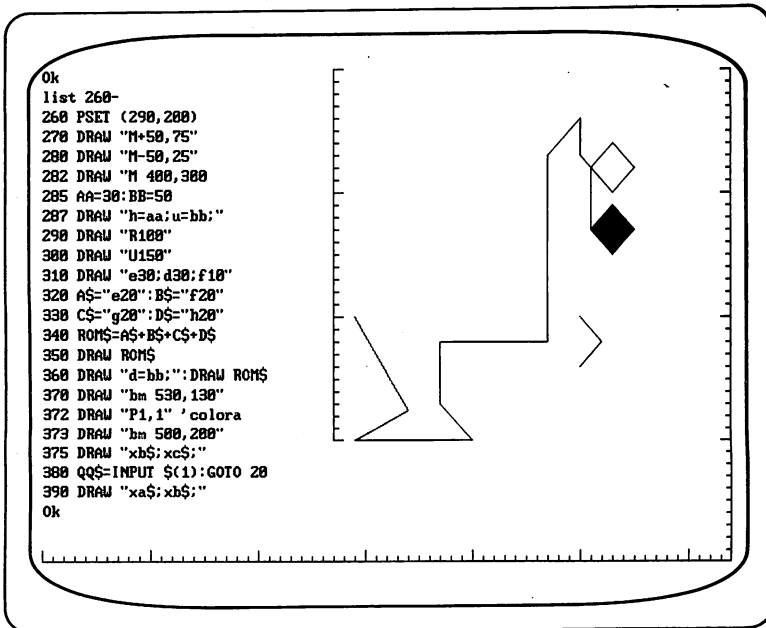 Ok
list 260-
260 PSET (290,200)
270 DRAW "M+50,75"
280 DRAW "M-50,25"
282 DRAW "M 400,300
285 AA=30:BB=50
287 DRAW "h=aa;u=bb;"
290 DRAW "R100"
300 DRAW "U150"
310 DRAW "e30;d30;f10"
320 A$="e20":B$="f20"
330 C$="g20":D$="h20"
340 ROM$=A$+B$+C$+D$
350 DRAW ROM$
360 DRAW "d=bb;":DRAW ROM$
370 DRAW "bm 530,130"
372 DRAW "P1,1" 'colora
373 DRAW "bm 500,200"
375 DRAW "xb$;xc$;"
380 QQ$=INPUT $(1):GOTO 20
390 DRAW "xa$;xb$;"
Ok